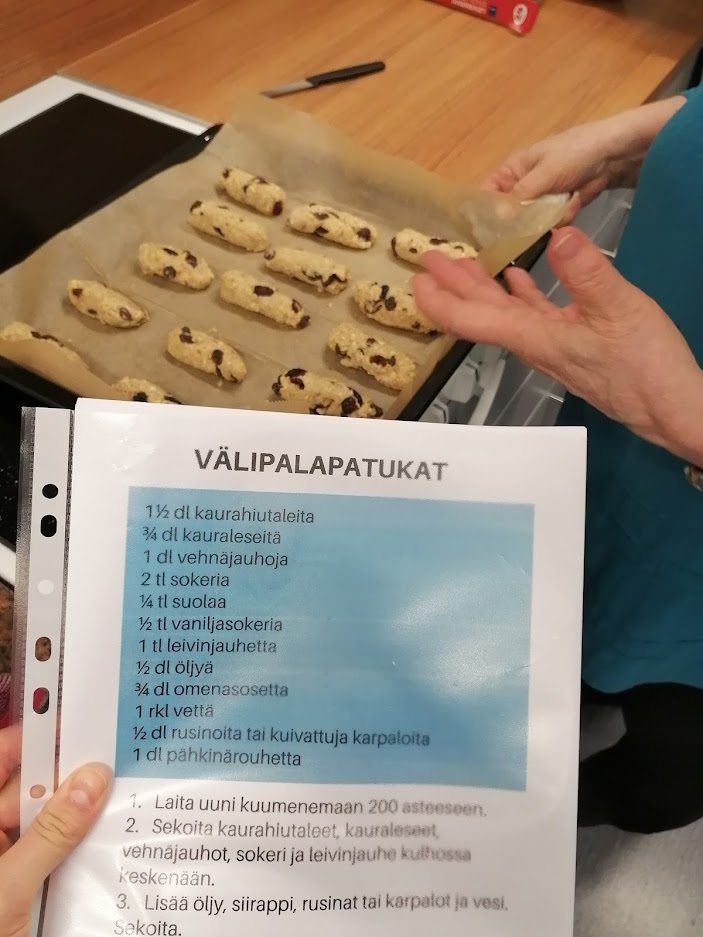 VÄLIPALAPATUKAT
1½ dl kaurahiutaleita
¾ dl kauraleseitä
1 dl vehnäjauhoja
2 tl sokeria
¼ tl suolaa
½ tl vaniljasokeria
1 tl leivinjauhetta
½ dl öljyä
¾ dl omenasosetta
1 rkl vettä
½ dl rusinoita tai kuivattuja karpaloita
1 dl pähkinärouhetta
1. Laita uuni kuumenemaan 200 asteeseen.
2. Sekoita kaurahiutaleet, kauraleseet,
vehnäjauhot, sokeri ja leivinjauhe kulhossa
keskenään.
3. Lisää öljy, siirappi, rusinat tai karpalot ja vesi.
Sekoita.